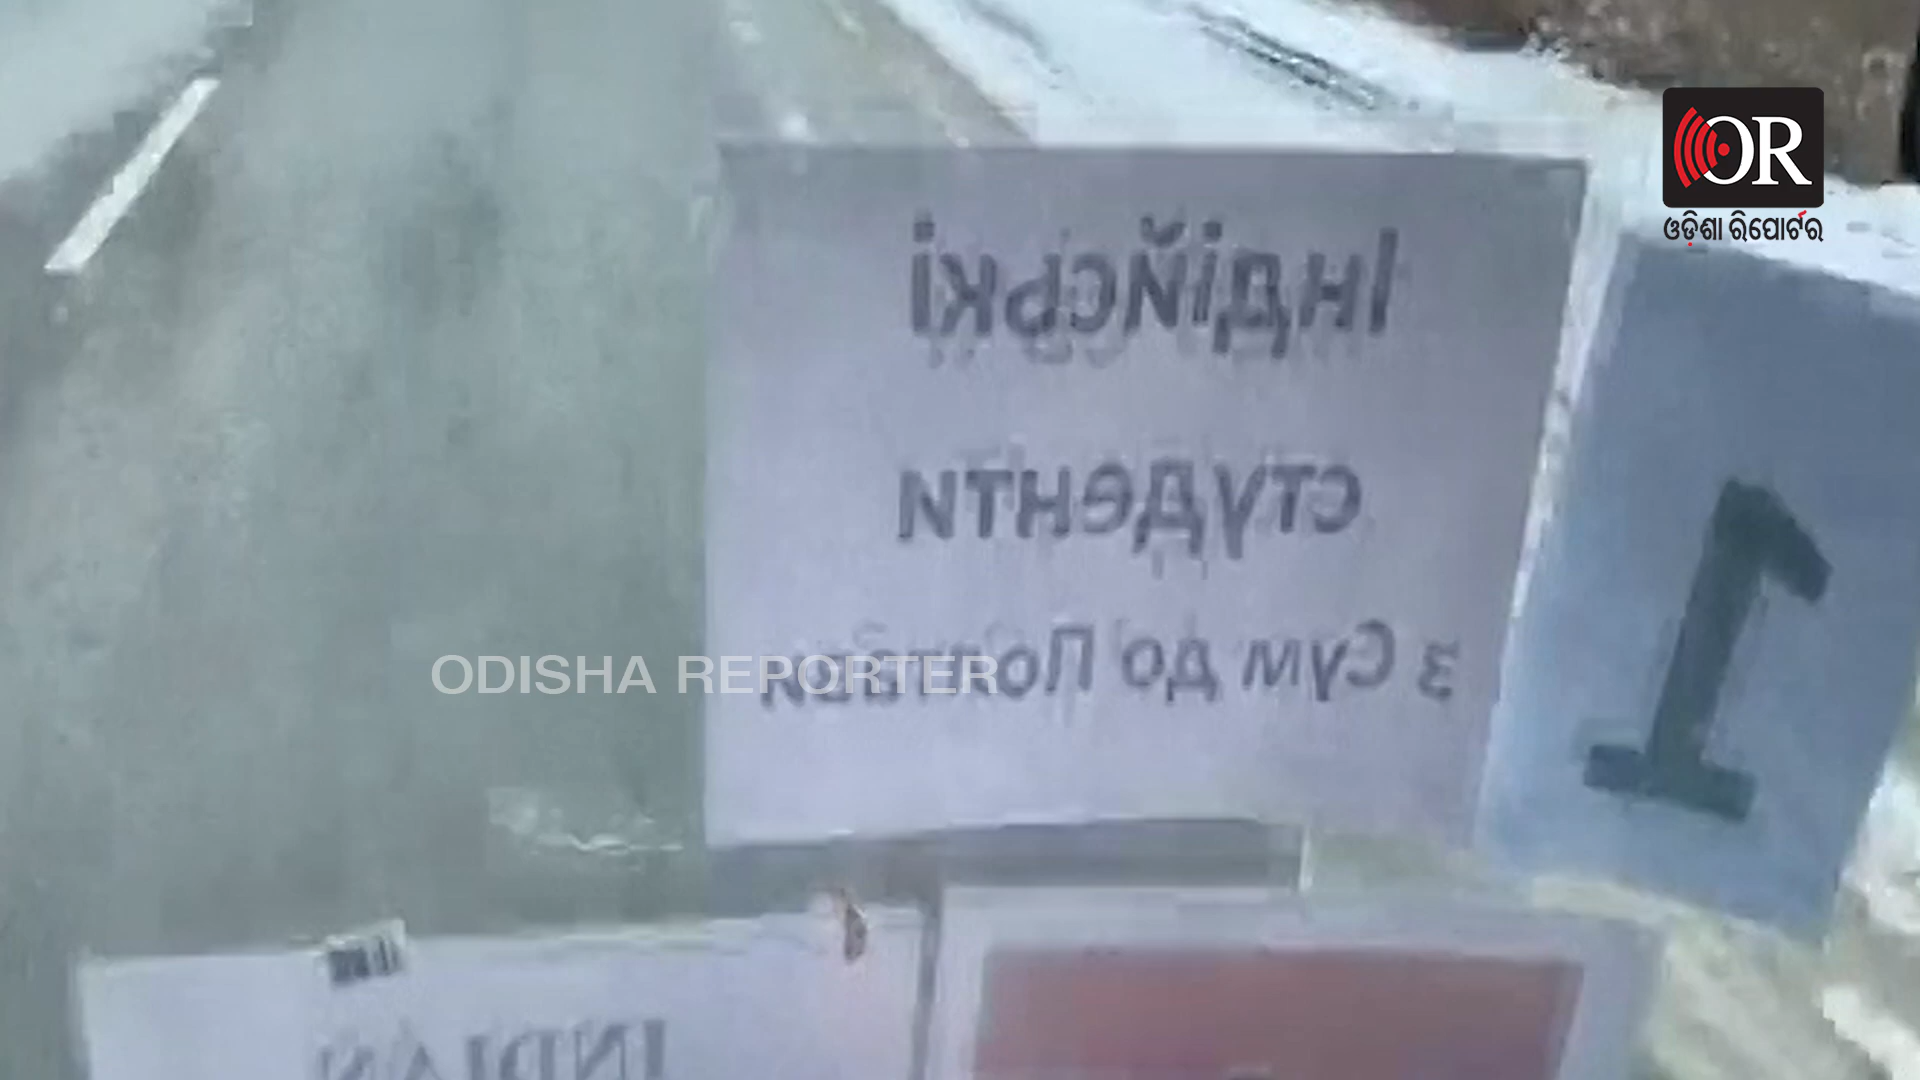 OR
ଓଡ଼ିଶା ରିପୋର୍ଟର
Індійські
студенти
з Сум до Полтави
1
ODISHA REPORTER
INDIAN